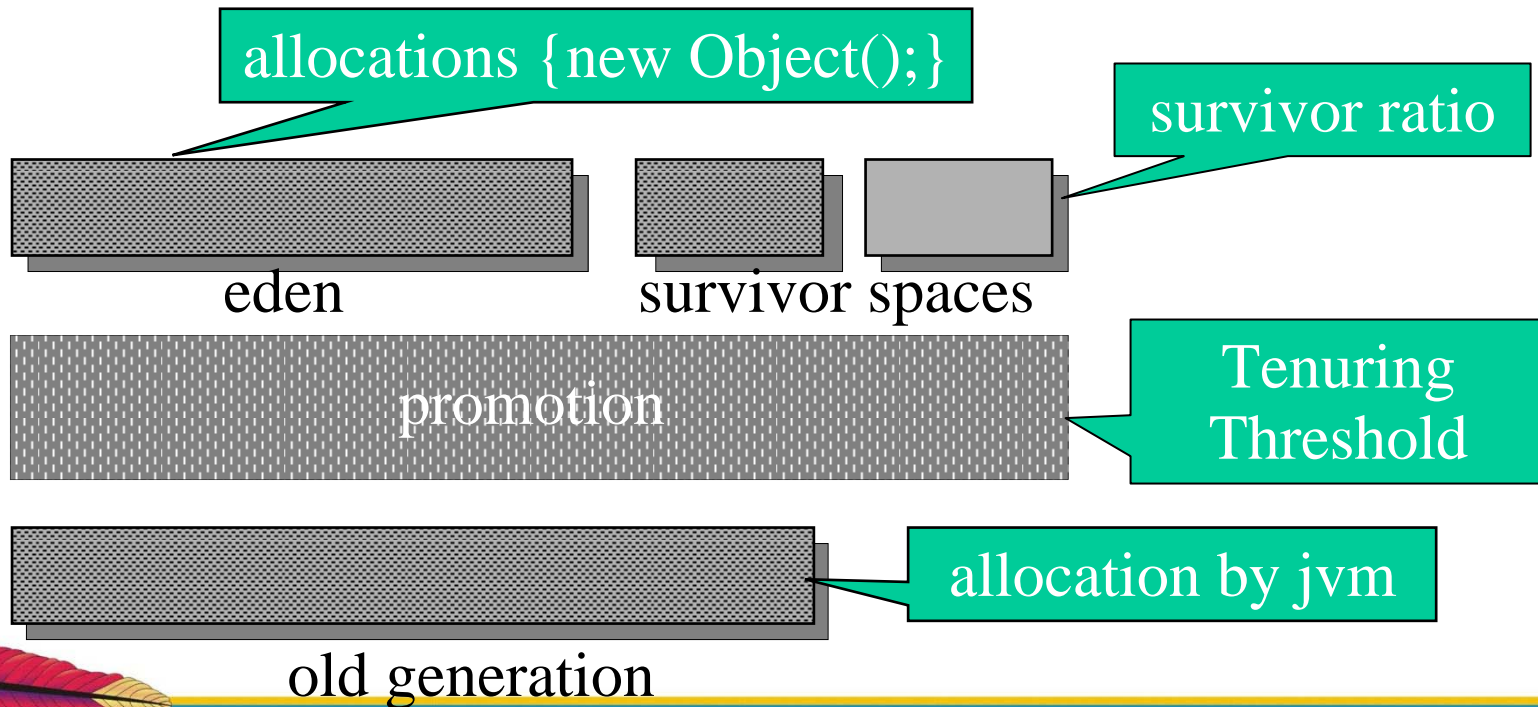 allocations {new Object();}
survivor ratio
eden
survivor spaces
promotion
Tenuring
Threshold
allocation by jvm
old generation